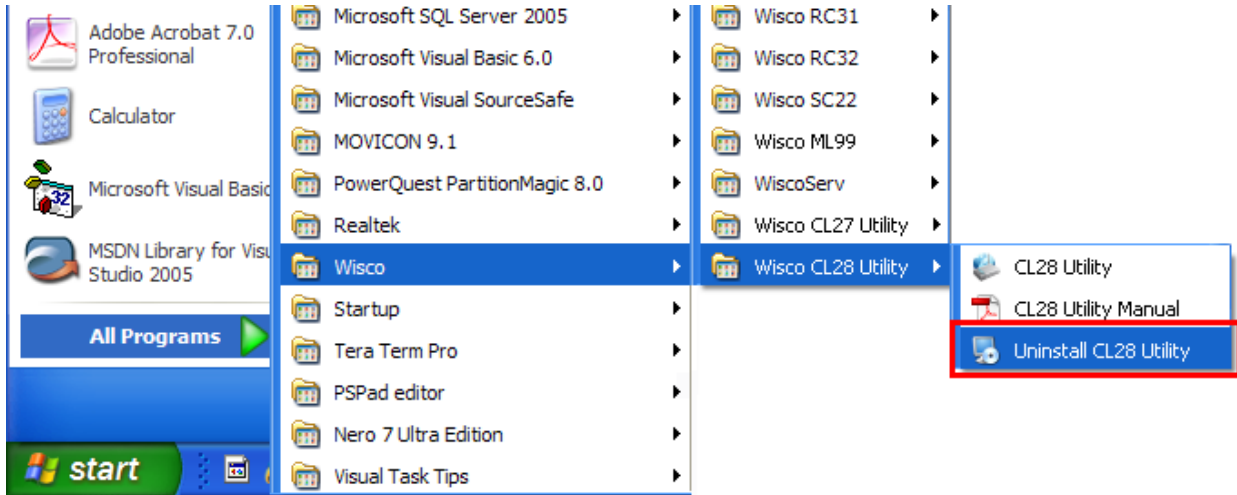 Adobe Acrobat 7.0
Professional
Calculator
32
Microsoft Visual Basic
MSDN Library for Visu
Studio 2005
All Programs
start
Microsoft SQL Server 2005
Microsoft Visual Basic 6.0
Microsoft Visual SourceSafe
MOVICON 9.1
PowerQuest PartitionMagic 8.0
Realtek
Wisco
Startup
Tera Term Pro
PSPad editor
Nero 7 Ultra Edition
Visual Task Tips
Wisco RC31
Wisco RC32
Wisco SC22
Wisco ML99
WiscoServ
Wisco CL27 Utility
Wisco CL28 Utility
CL28 Utility
CL28 Utility Manual
Uninstall CL28 Utility